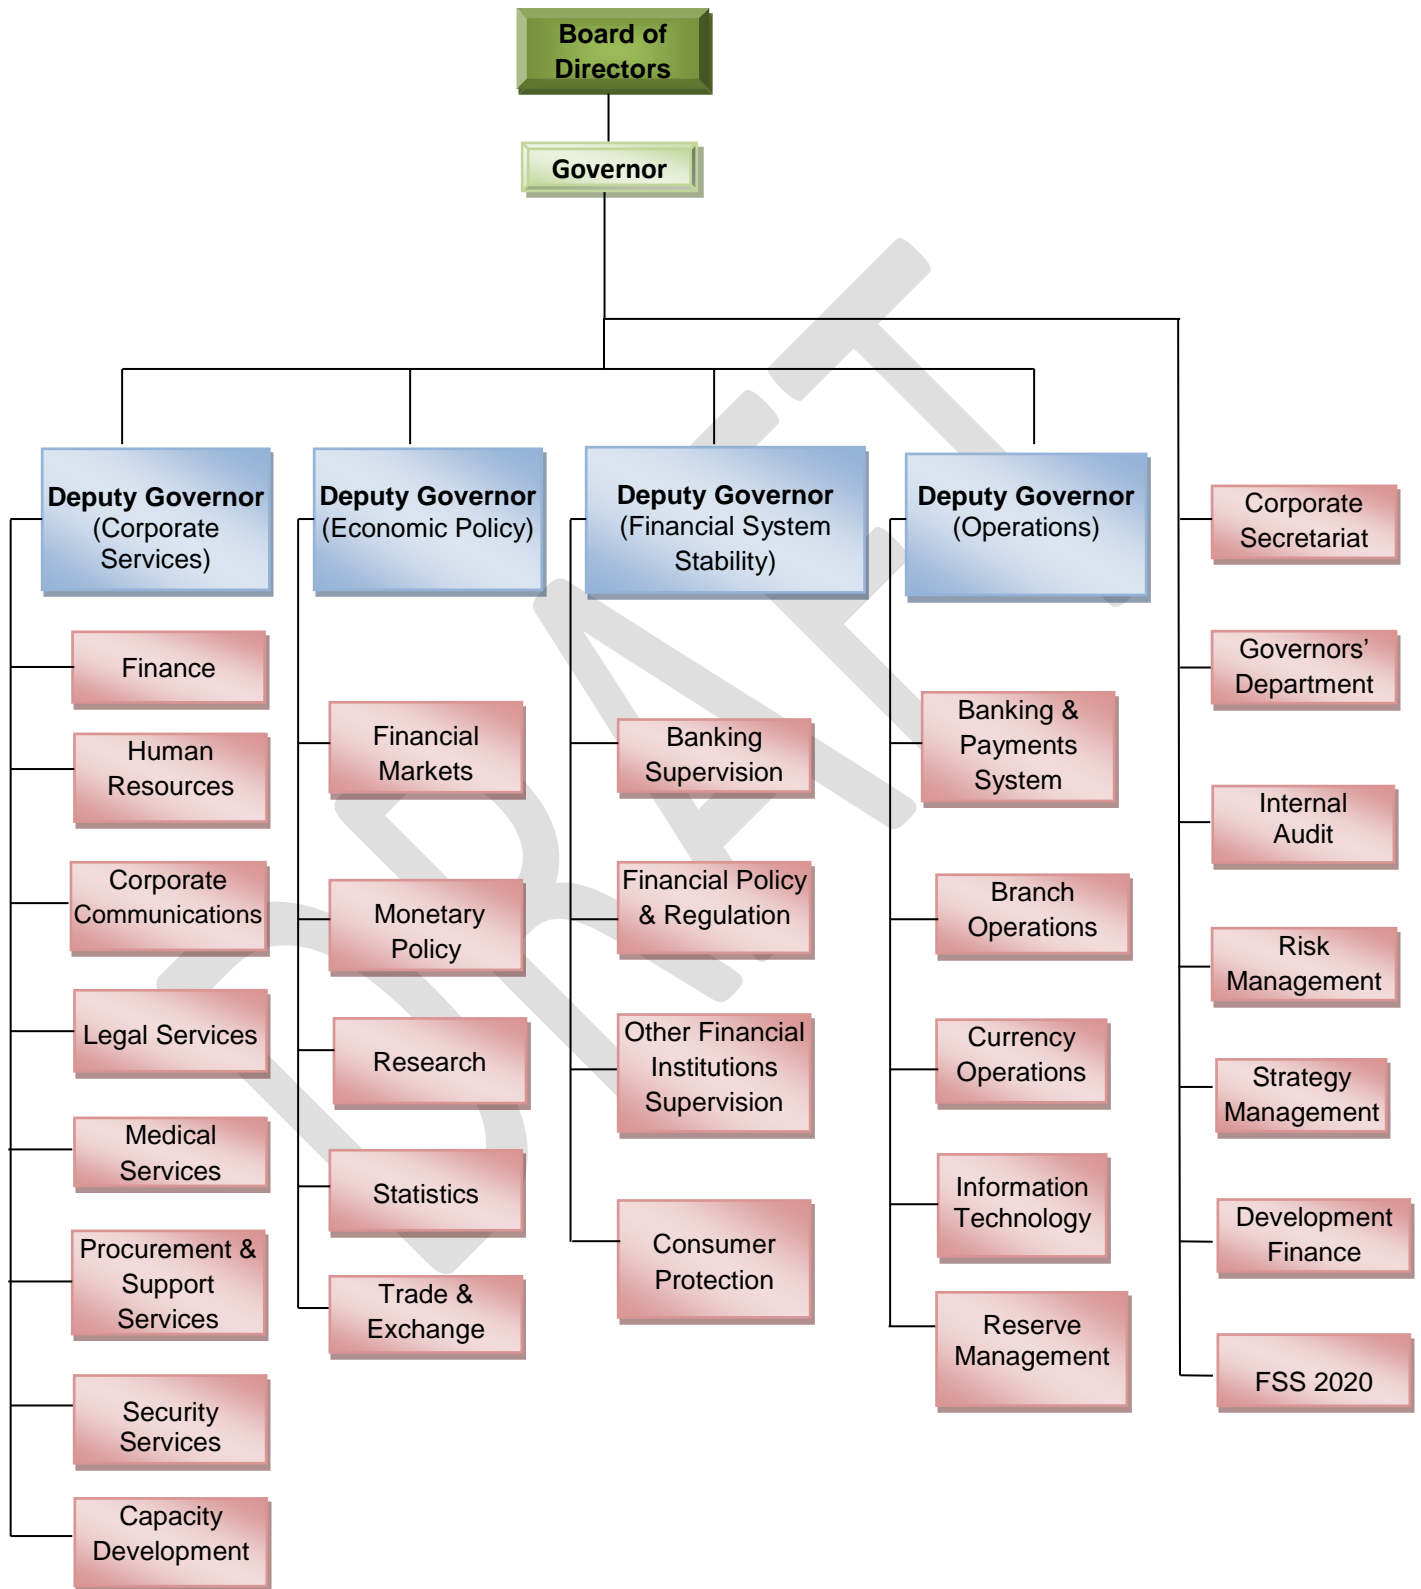 Board of
Directors
Governor
Deputy Governor
(Corporate
Services)
Finance
Human
Resources
Corporate
Communications
Legal Services
Medical
Services
Procurement &
Support
Services
Security
Services
Capacity
Development
Deputy Governor
(Economic Policy)
Financial
Markets
Monetary
Policy
Research
Statistics
Trade &
Exchange
Deputy Governor
(Financial System
Stability)
Banking
Supervision
Financial Policy
& Regulation
Other Financial
Institutions
Supervision
Consumer
Protection
Deputy Governor
(Operations)
Banking &
Payments
System
Branch
Operations
Currency
Operations
Information
Technology
Reserve
Management
Corporate
Secretariat
Governors’
Department
Internal
Audit
Risk
Management
Strategy
Management
Development
Finance
FSS 2020
DRAFT